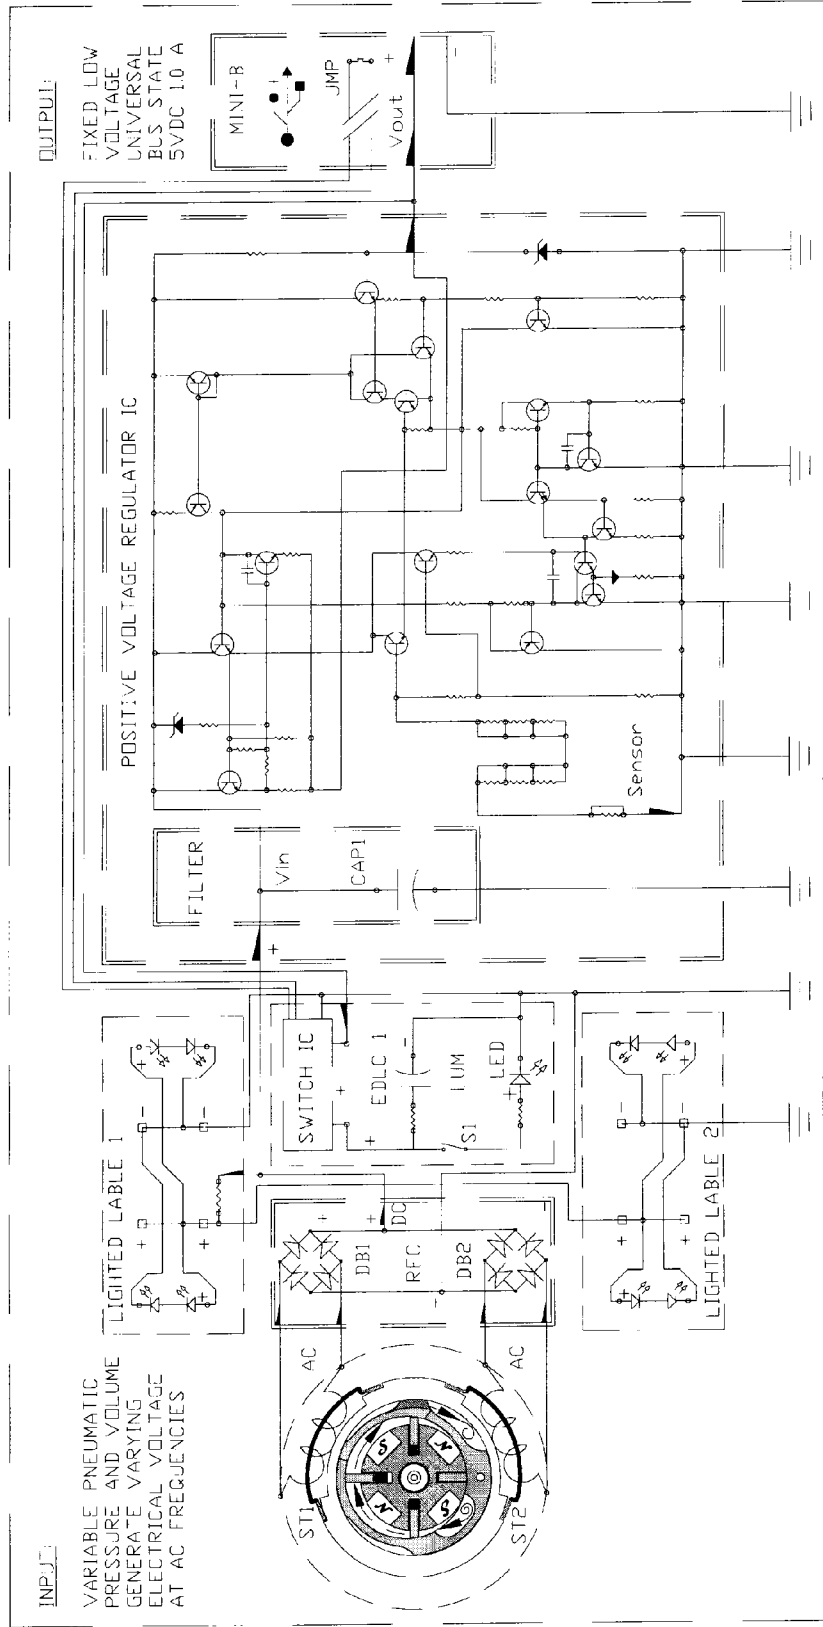 INPUT:
VARIABLE PNEUMATIC
PRESSURE AND VOLUME
GENERATE VARYING
ELECTRICAL VOLTAGE
AT AC FREQUENCIES
ST1
ST2
N
S
N
S
AC
AC
DB1
REC
DB2
+
+
DC
-
LIGHTED LABLE 1
+
+
-
-
+
+
LIGHTED LABLE 2
+
+
-
-
+
+
SWITCH IC
+
+
EDLC 1
-
LUM
S1
LED
+
+
FILTER
Vin
CAP1
POSITIVE VOLTAGE REGULATOR IC
Sensor
OUTPUT:
FIXED LOW
VOLTAGE
UNIVERSAL
BUS STATE
5VDC 1.0 A
MINI-B
JMP
+
Vout
-